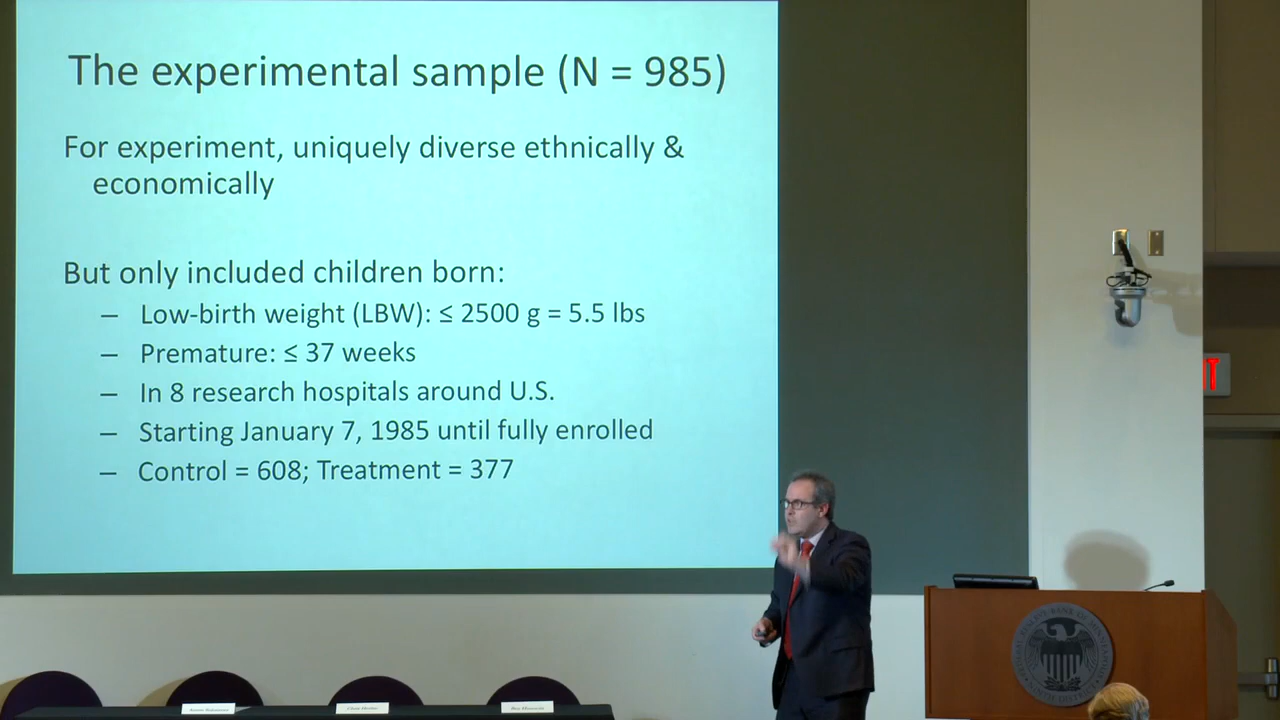 The experimental sample (N = 985)
For experiment, uniquely diverse ethnically &
economically
But only included children born:
– Low-birth weight (LBW): ≤ 2500 g = 5.5 lbs
– Premature: ≤ 37 weeks
– In 8 research hospitals around U.S.
– Starting January 7, 1985 until fully enrolled
– Control = 608; Treatment = 377